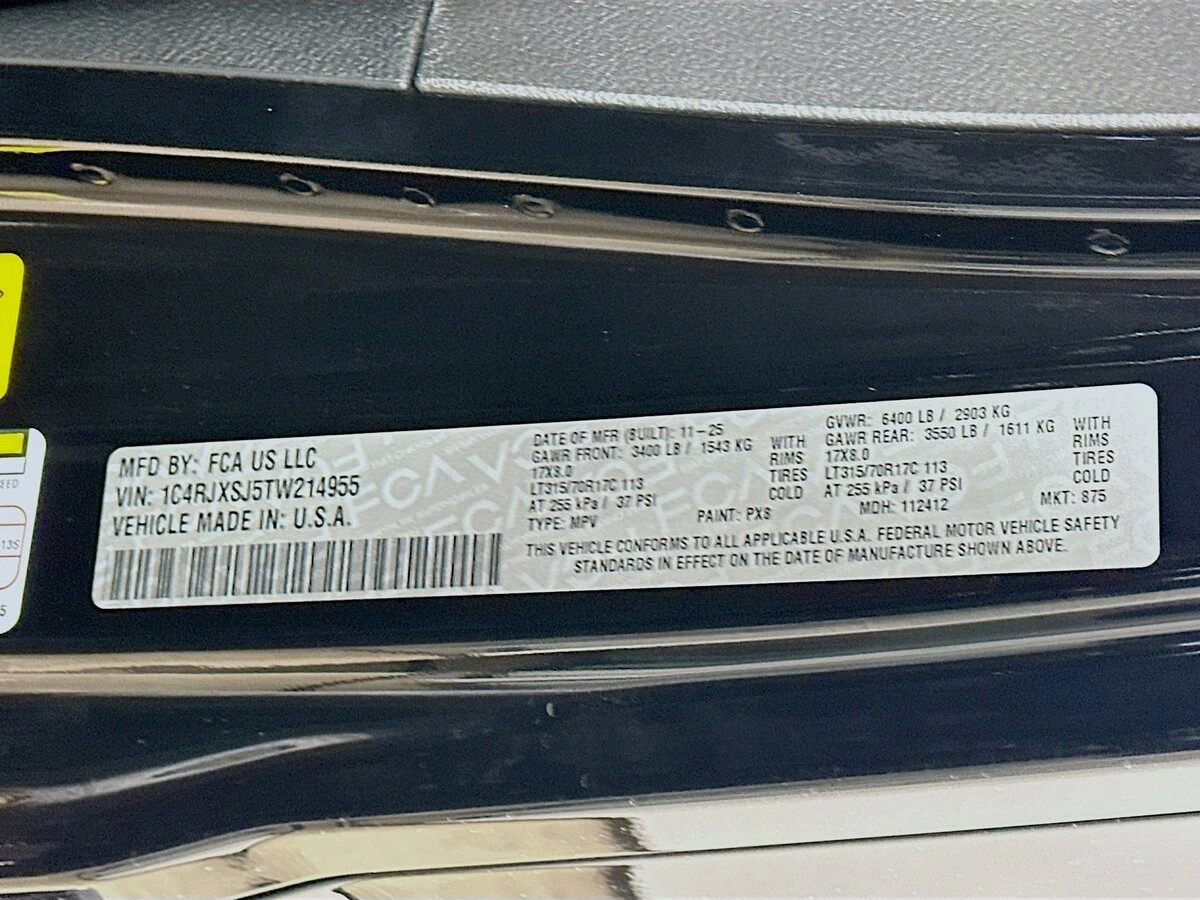 MFD BY: FCA US LLC
VIN: 1C4RJXSJ5TW214955
VEHICLE MADE IN: U.S.A.
DATE OF MFR (BUILT): 11-25
GAWR FRONT: 3400 LB / 1543 KG WITH
17X8.0 RIMS
LT315/70R17C 113 TIRES
AT 255 kPa / 37 PSI COLD
TYPE: MPV PAINT: PX8
GVWR: 6400 LB / 2903 KG
GAWR REAR: 3550 LB / 1611 KG WITH
17X8.0 RIMS
LT315/70R17C 113 TIRES
AT 255 kPa / 37 PSI COLD
MDH: 112412 MKT: 875
THIS VEHICLE CONFORMS TO ALL APPLICABLE U.S.A. FEDERAL MOTOR VEHICLE SAFETY
STANDARDS IN EFFECT ON THE DATE OF MANUFACTURE SHOWN ABOVE.